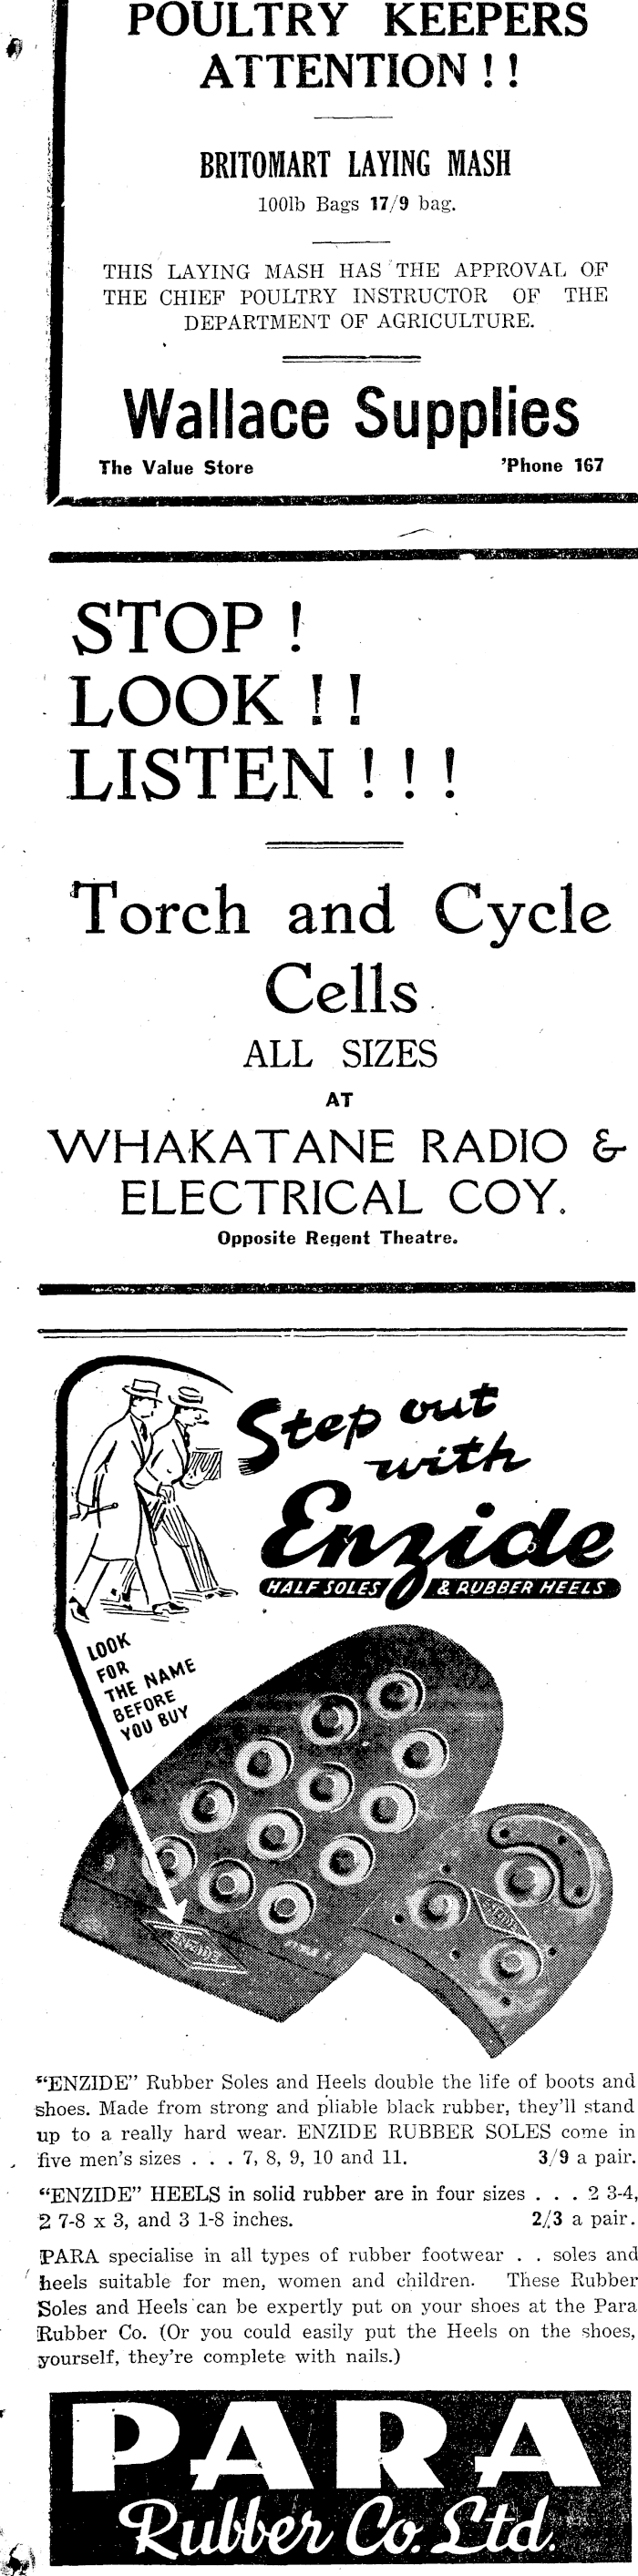 POULTRY KEEPERS
ATTENTION ! !
BRITOMART LAYING MASH
100lb Bags 17/9 bag.
THIS LAYING MASH HAS THE APPROVAL OF
THE CHIEF POULTRY INSTRUCTOR OF THE
DEPARTMENT OF AGRICULTURE.
Wallace Supplies
The Value Store 'Phone 167
STOP !
LOOK ! !
LISTEN ! ! !
Torch and Cycle
Cells
ALL SIZES
AT
WHAKATANE RADIO &
ELECTRICAL COY.
Opposite Regent Theatre.
Step out
with
Enzide
HALF SOLES & RUBBER HEELS
LOOK
FOR
THE NAME
BEFORE
YOU BUY
9
ENZIDE
ENZIDE
"ENZIDE" Rubber Soles and Heels double the life of boots and
shoes. Made from strong and pliable black rubber, they'll stand
up to a really hard wear. ENZIDE RUBBER SOLES come in
five men's sizes . . . 7, 8, 9, 10 and 11. 3/9 a pair.
"ENZIDE" HEELS in solid rubber are in four sizes . . . 2 3-4,
2 7-8 x 3, and 3 1-8 inches. 2/3 a pair.
PARA specialise in all types of rubber footwear . . soles and
heels suitable for men, women and children. These Rubber
Soles and Heels can be expertly put on your shoes at the Para
Rubber Co. (Or you could easily put the Heels on the shoes,
yourself, they're complete with nails.)
PARA
Rubber Co. Ltd.